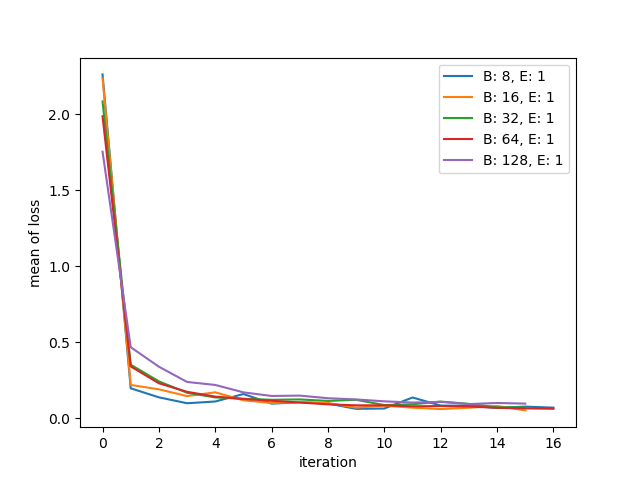 B: 8, E: 1
B: 16, E: 1
B: 32, E: 1
B: 64, E: 1
B: 128, E: 1
mean of loss
2.0
1.5
1.0
0.5
0.0
0 2 4 6 8 10 12 14 16
iteration